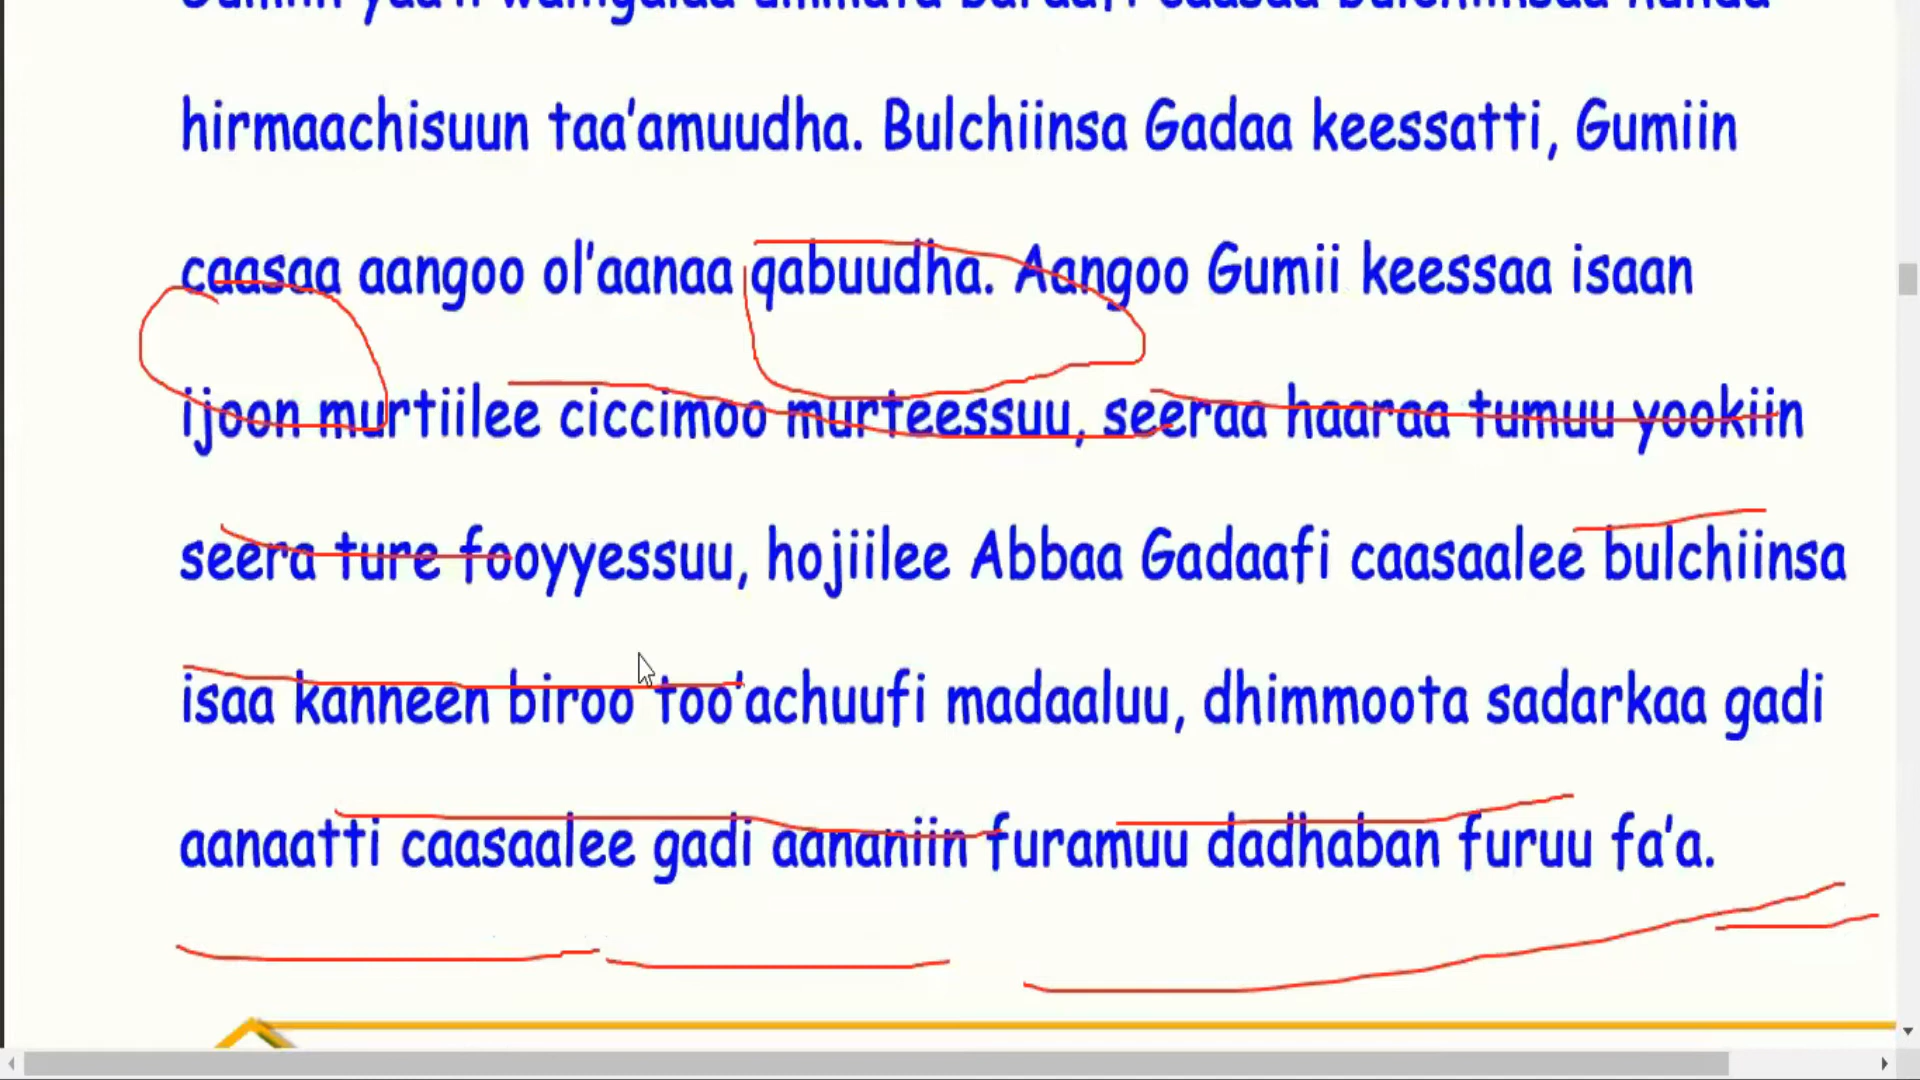 hirmaachisuun taa'amuudha. Bulchiinsa Gadaa keessatti, Gumiin
caasaa aangoo ol'aanaa qabuudha. Aangoo Gumii keessaa isaan
ijoon murtiilee ciccimoo murteessuu, seeraa haaraa tumuu yookiin
seera ture fooyyessuu, hojiilee Abbaa Gadaafi caasaalee bulchiinsa
isaa kanneen biroo too'achuufi madaaluu, dhimmoota sadarkaa gadi
aanaatti caasaalee gadi aananiin furamuu dadhaban furuu fa'a.